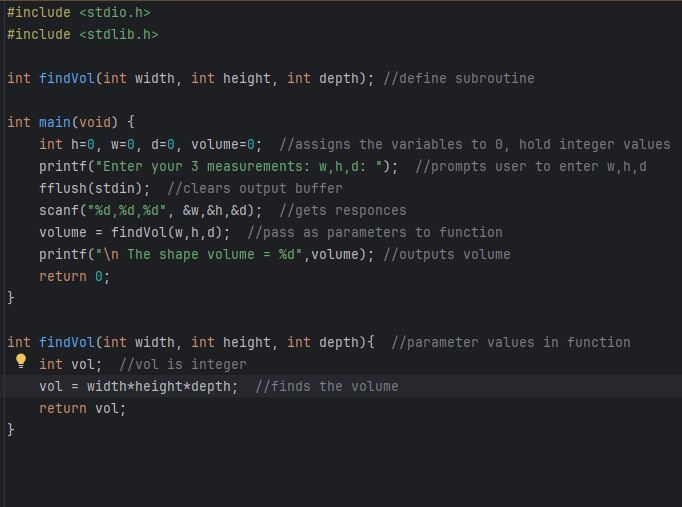 #include <stdio.h>
#include <stdlib.h>
int findVol(int width, int height, int depth); //define subroutine
int main(void) {
    int h=0, w=0, d=0, volume=0;  //assigns the variables to 0, hold integer values
    printf("Enter your 3 measurements: w,h,d: ");  //prompts user to enter w,h,d
    fflush(stdin);  //clears output buffer
    scanf("%d,%d,%d", &w,&h,&d);  //gets responces
    volume = findVol(w,h,d);  //pass as parameters to function
    printf("\n The shape volume = %d",volume); //outputs volume
    return 0;
}
int findVol(int width, int height, int depth){  //parameter values in function
    int vol;  //vol is integer
    vol = width*height*depth;  //finds the volume
    return vol;
}